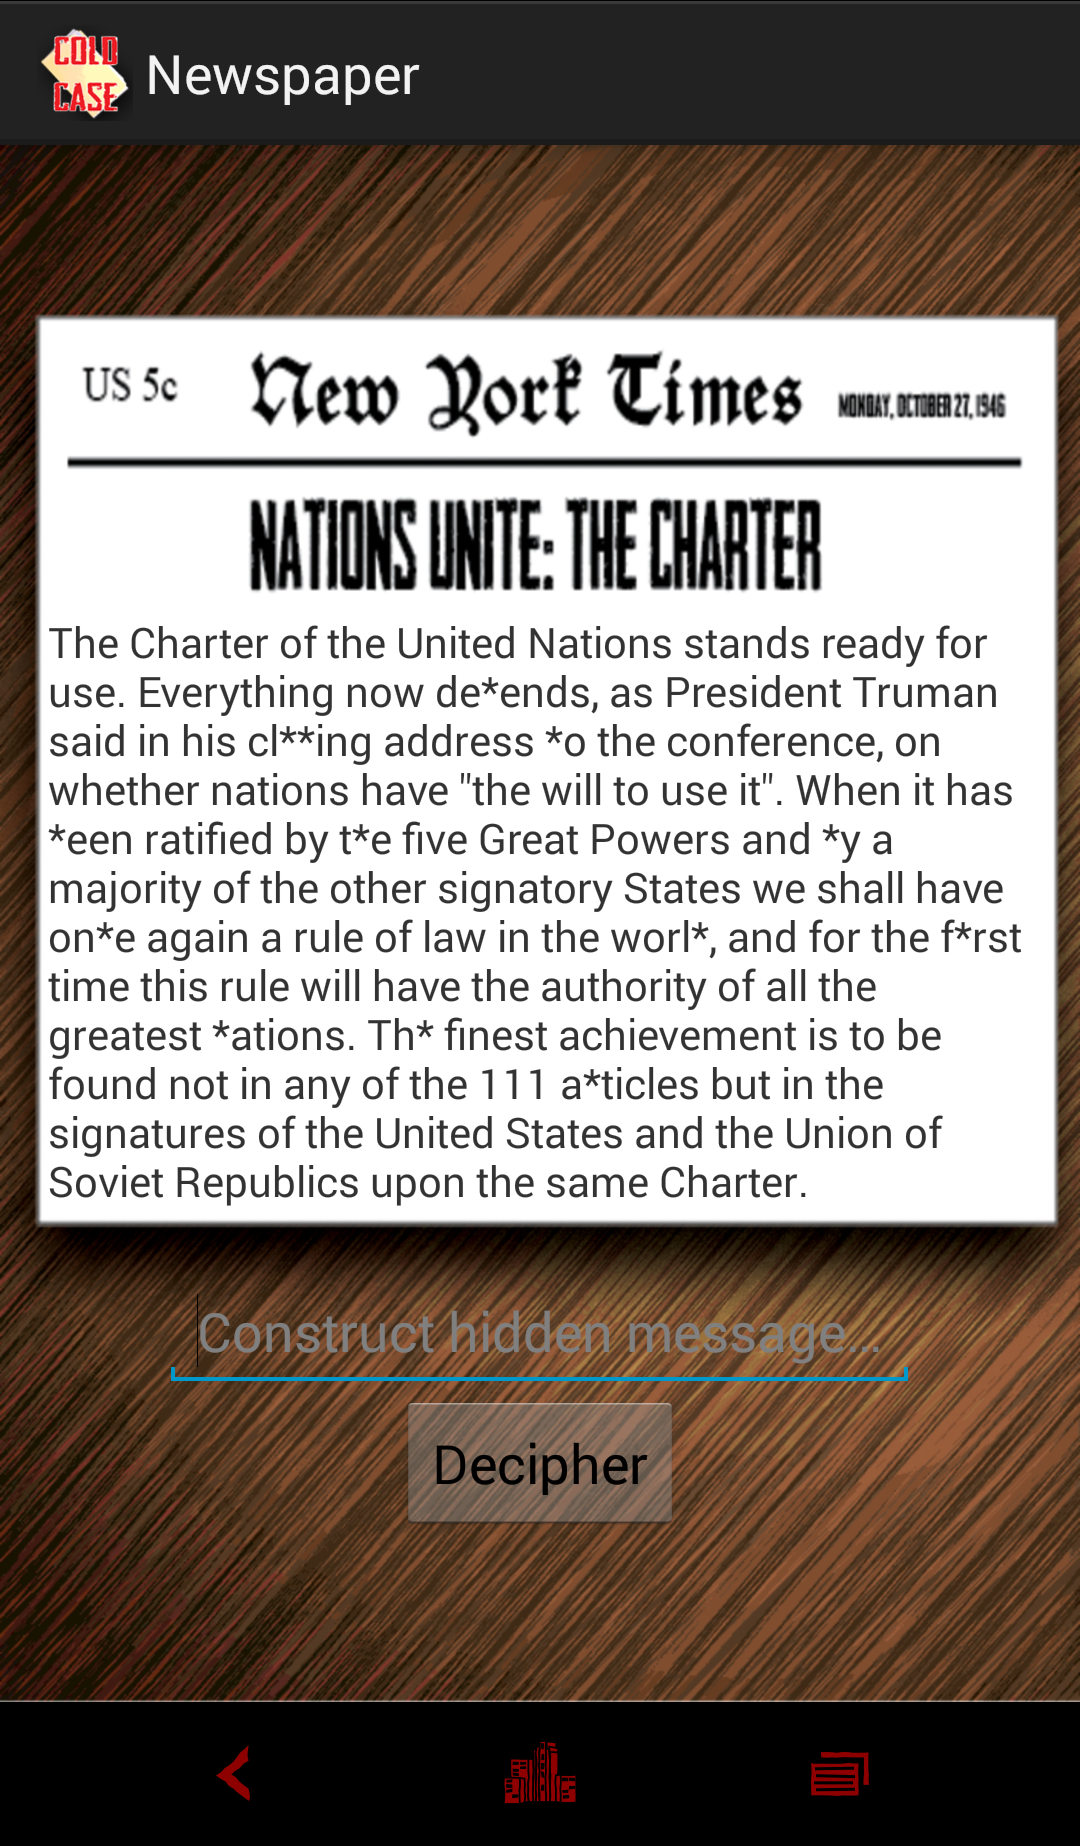 COLD
CASE
Newspaper
US 5c
New York Times
MONDAY, OCTOBER 27, 1946
NATIONS UNITE: THE CHARTER
The Charter of the United Nations stands ready for
use. Everything now de*ends, as President Truman
said in his cl**ing address *o the conference, on
whether nations have "the will to use it". When it has
*een ratified by t*e five Great Powers and *y a
majority of the other signatory States we shall have
on*e again a rule of law in the worl*, and for the f*rst
time this rule will have the authority of all the
greatest *ations. Th* finest achievement is to be
found not in any of the 111 a*ticles but in the
signatures of the United States and the Union of
Soviet Republics upon the same Charter.
Construct hidden message...
Decipher